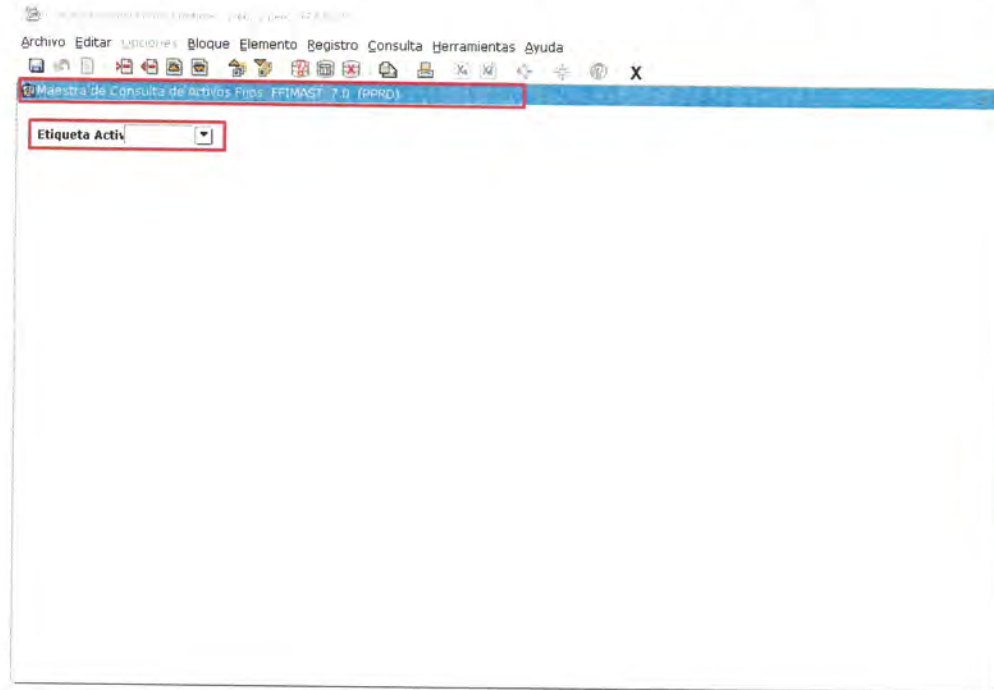 Archivo Editar Opciones Bloque Elemento Registro Consulta Herramientas Ayuda
X
Maestra de Consulta de Activos Fijos FFIMAST 7.0 (PPRD)
Etiqueta Activ